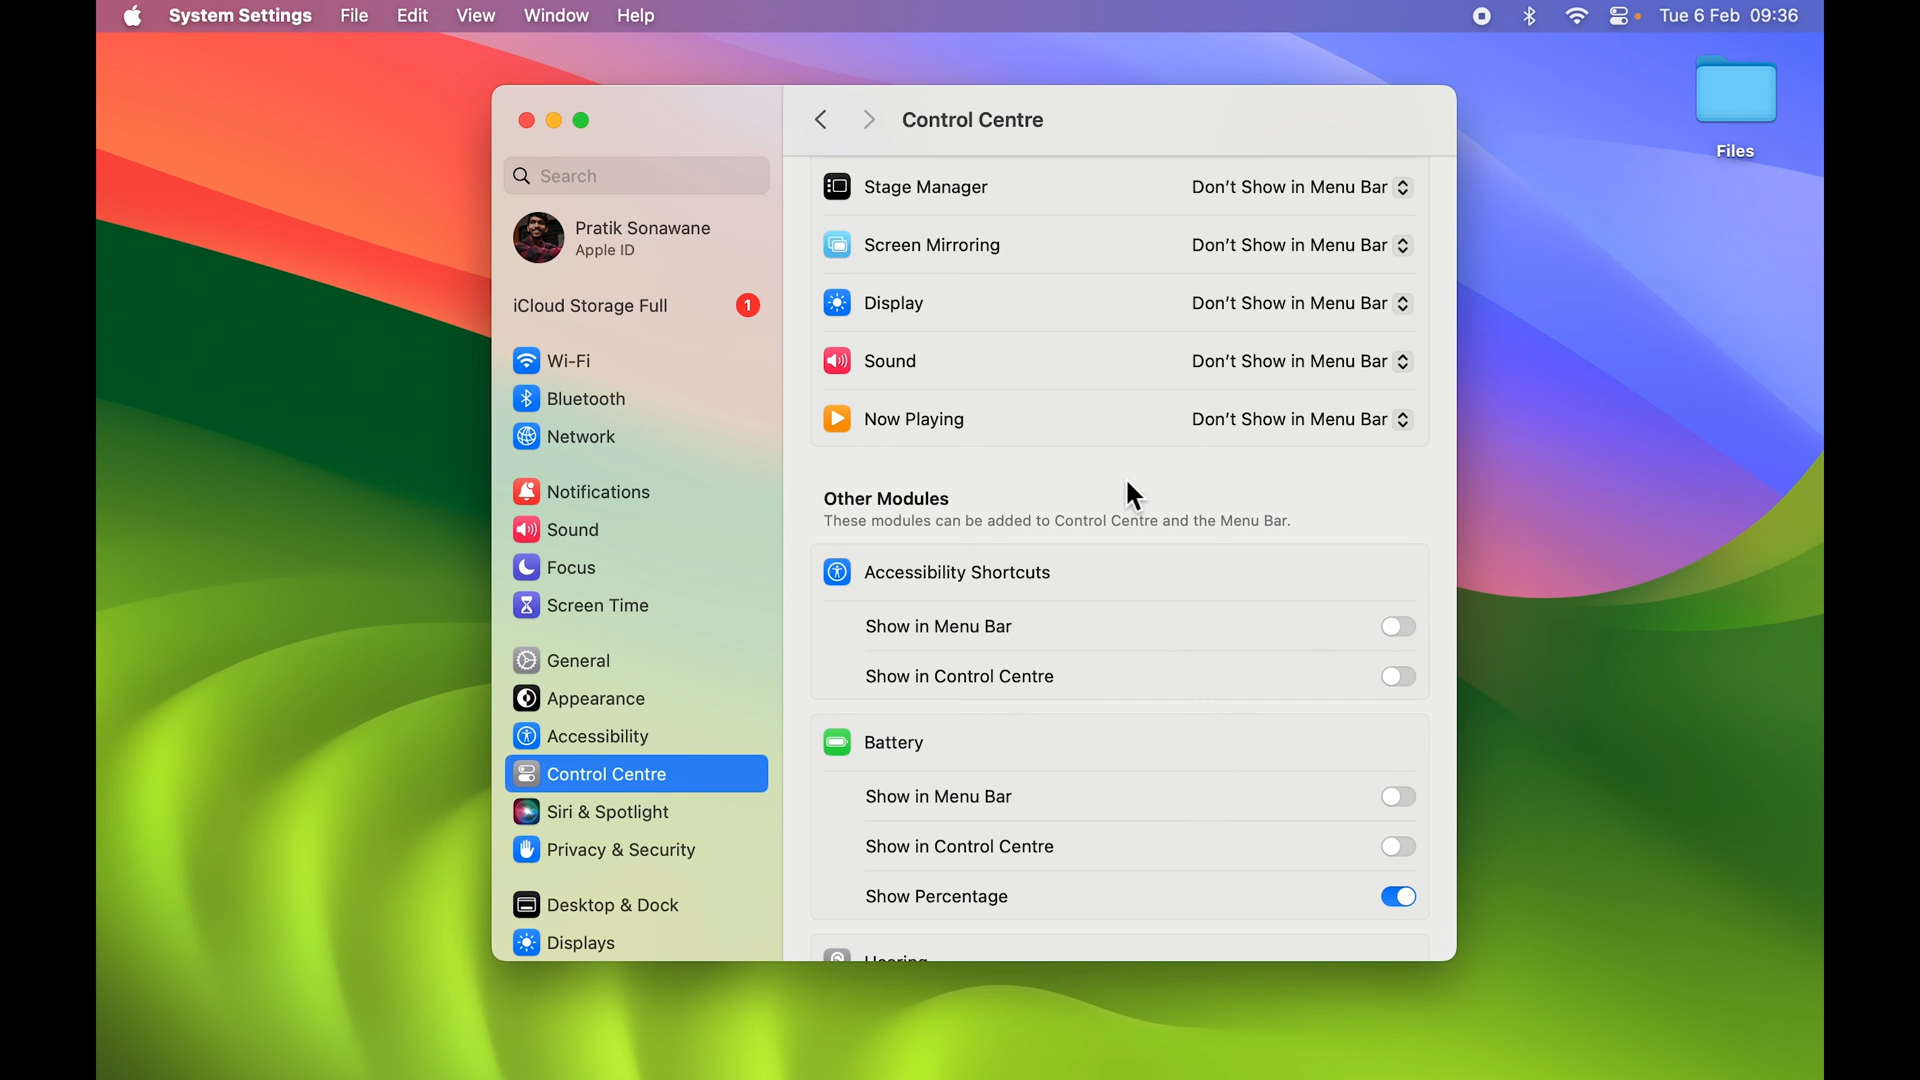 System Settings File Edit View Window Help Tue 6 Feb 09:36
Files
Search
Pratik Sonawane
Apple ID
iCloud Storage Full 1
Wi-Fi
Bluetooth
Network
Notifications
Sound
Focus
Screen Time
General
Appearance
Accessibility
Control Centre
Siri & Spotlight
Privacy & Security
Desktop & Dock
Displays
Control Centre
Stage Manager Don't Show in Menu Bar
Screen Mirroring Don't Show in Menu Bar
Display Don't Show in Menu Bar
Sound Don't Show in Menu Bar
Now Playing Don't Show in Menu Bar
Other Modules
These modules can be added to Control Centre and the Menu Bar.
Accessibility Shortcuts
Show in Menu Bar
Show in Control Centre
Battery
Show in Menu Bar
Show in Control Centre
Show Percentage
Hearing